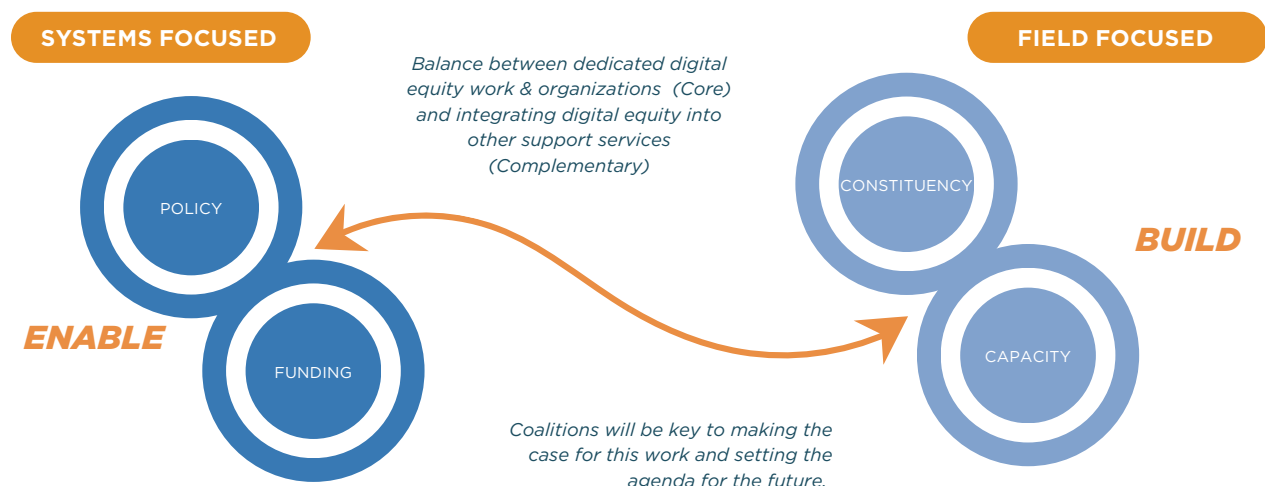 SYSTEMS FOCUSED
FIELD FOCUSED
Balance between dedicated digital
equity work & organizations (Core)
and integrating digital equity into
other support services
(Complementary)
POLICY
CONSTITUENCY
BUILD
ENABLE
FUNDING
CAPACITY
Coalitions will be key to making the
case for this work and setting the
agenda for the future.